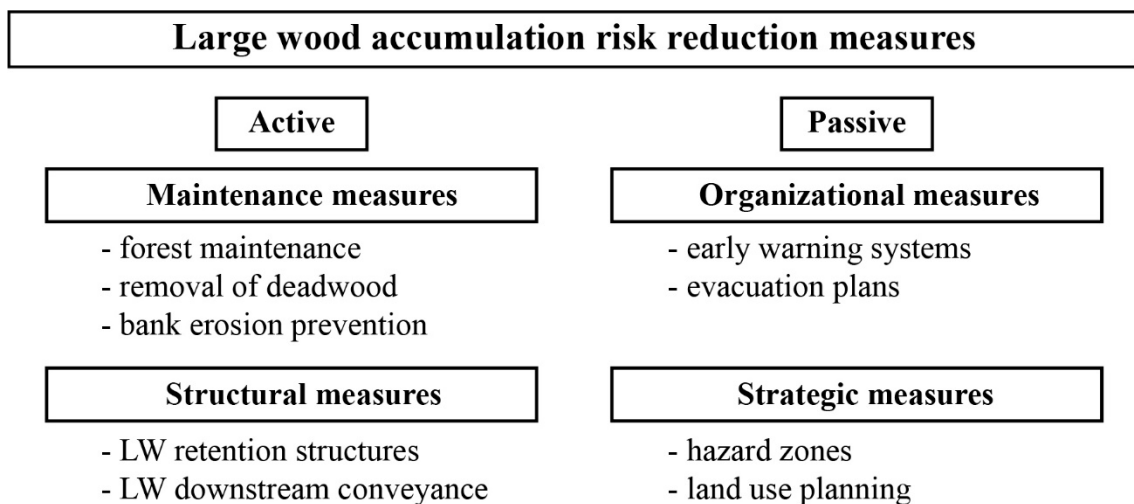 Large wood accumulation risk reduction measures
Active
Maintenance measures
- forest maintenance
- removal of deadwood
- bank erosion prevention
Structural measures
- LW retention structures
- LW downstream conveyance
Passive
Organizational measures
- early warning systems
- evacuation plans
Strategic measures
- hazard zones
- land use planning